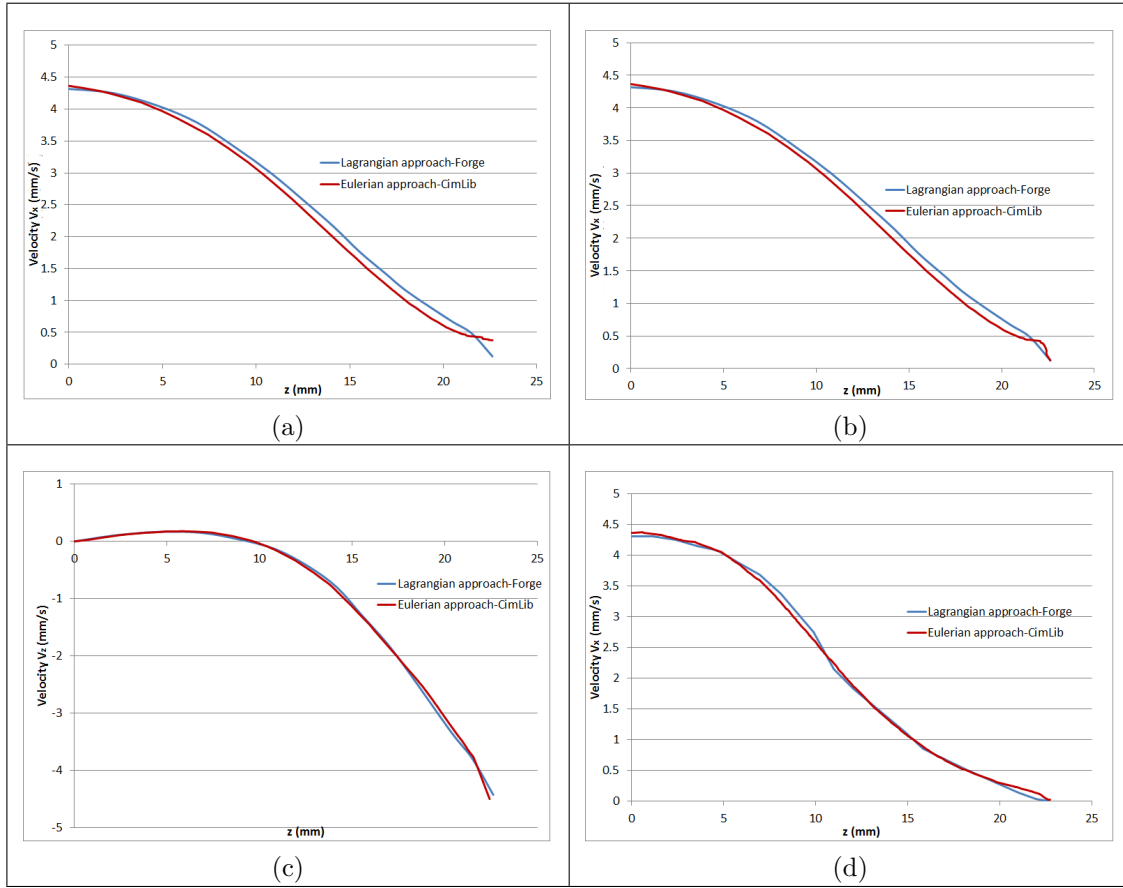 5
4.5
4
3.5
3
2.5
2
1.5
1
0.5
0
0 5 10 15 20 25
Velocity Vx (mm/s)
z (mm)
Lagrangian approach-Forge
Eulerian approach-CimLib
(a)
5
4.5
4
3.5
3
2.5
2
1.5
1
0.5
0
0 5 10 15 20 25
Velocity Vx (mm/s)
z (mm)
Lagrangian approach-Forge
Eulerian approach-CimLib
(b)
1
0
-1
-2
-3
-4
-5
0 5 10 15 20 25
Velocity Vz (mm/s)
z (mm)
Lagrangian approach-Forge
Eulerian approach-CimLib
(c)
5
4.5
4
3.5
3
2.5
2
1.5
1
0.5
0
0 5 10 15 20 25
Velocity Vx (mm/s)
z (mm)
Lagrangian approach-Forge
Eulerian approach-CimLib
(d)